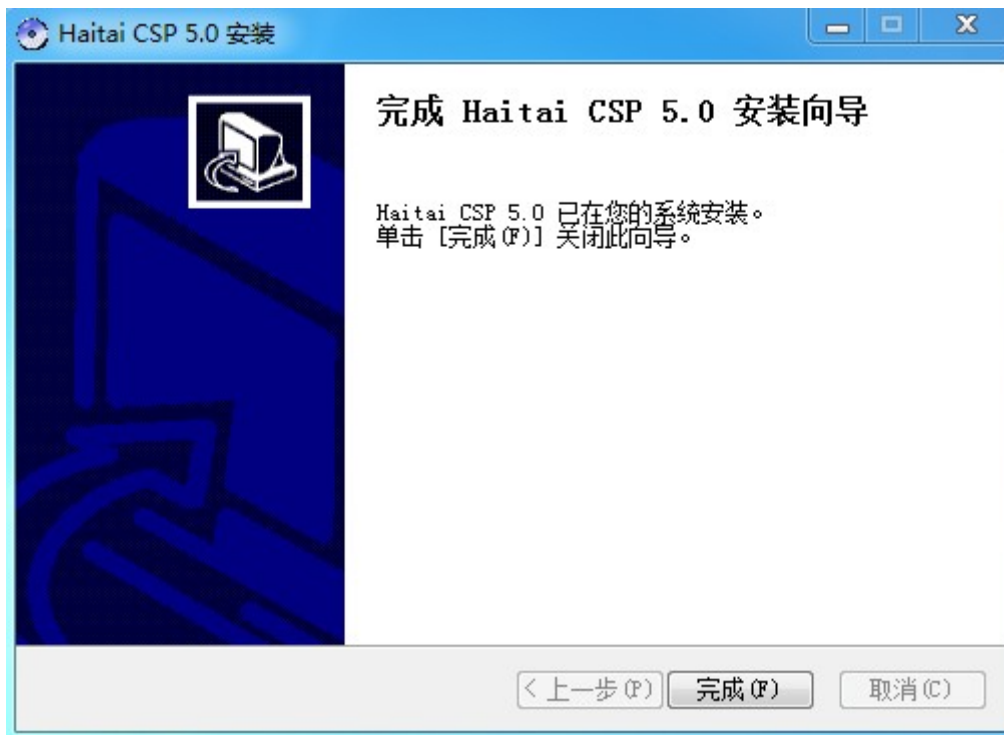 Haitai CSP 5.0 安装
完成 Haitai CSP 5.0 安装向导
Haitai CSP 5.0 已在您的系统安装。
单击 [完成(F)] 关闭此向导。
< 上一步(P) 完成(F) 取消(C)